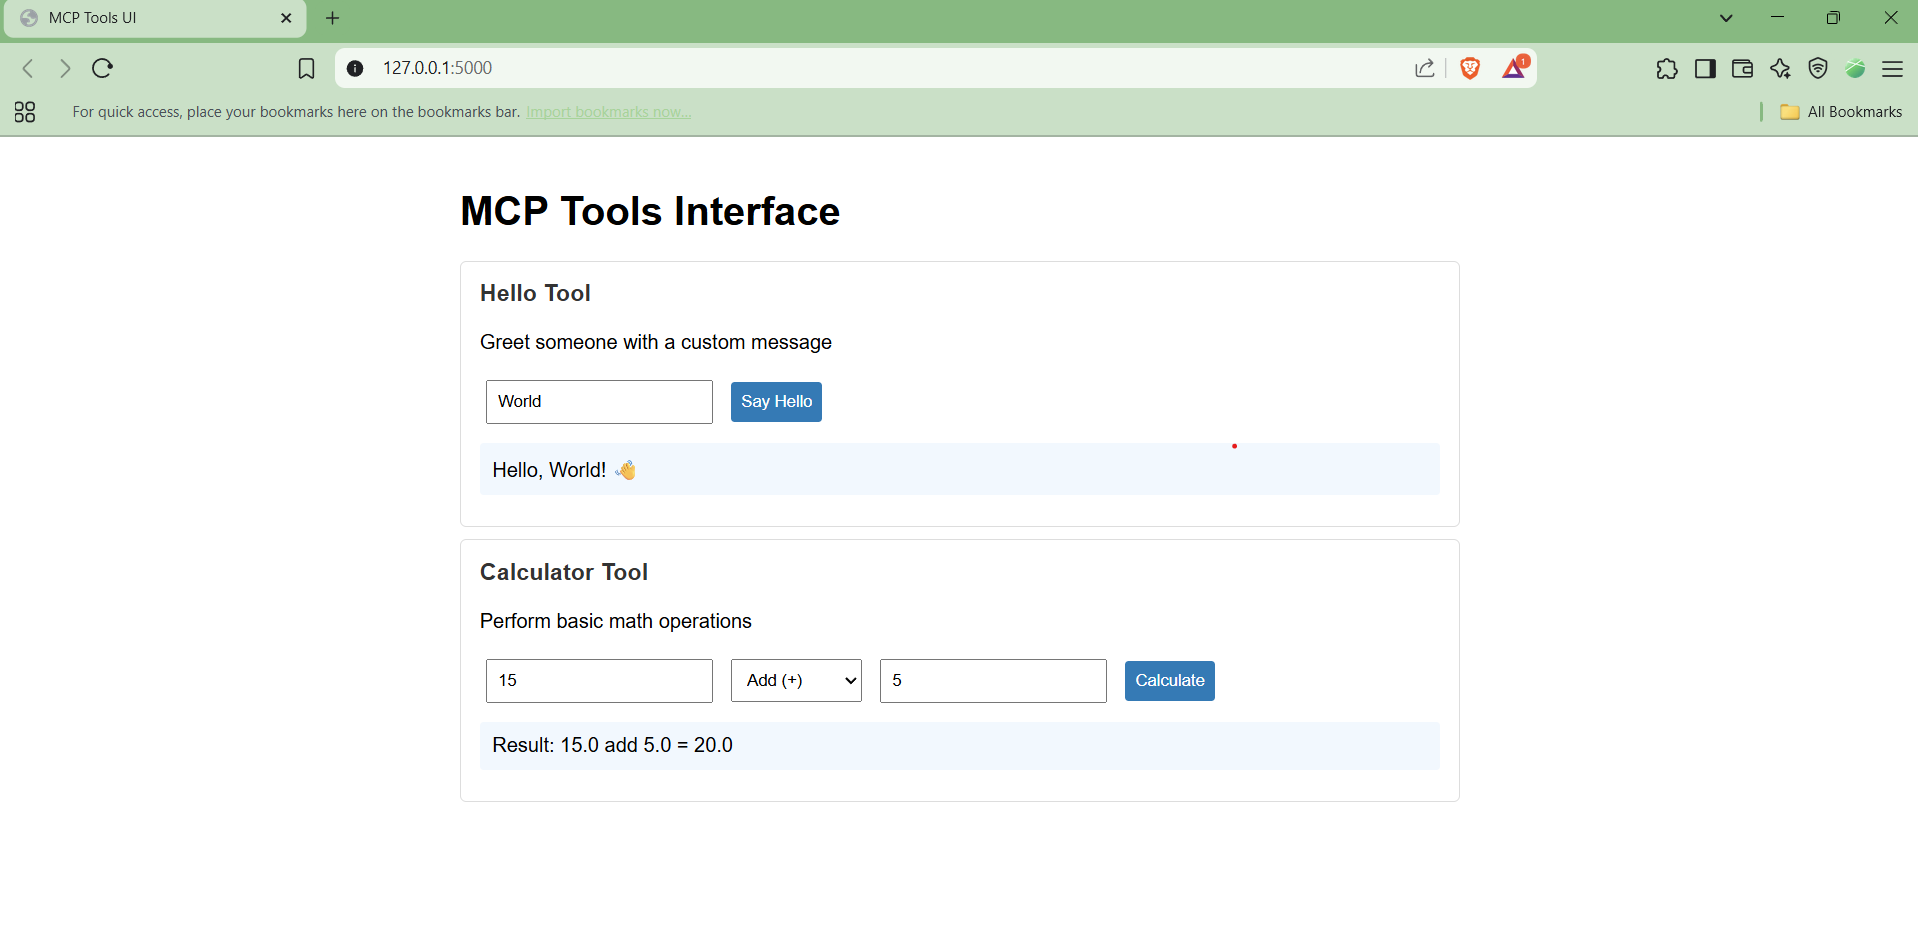 MCP Tools UI
127.0.0.1:5000
1
For quick access, place your bookmarks here on the bookmarks bar. Import bookmarks now...
All Bookmarks
MCP Tools Interface
Hello Tool
Greet someone with a custom message
World
Say Hello
Hello, World! 👋
Calculator Tool
Perform basic math operations
15
Add (+)
5
Calculate
Result: 15.0 add 5.0 = 20.0